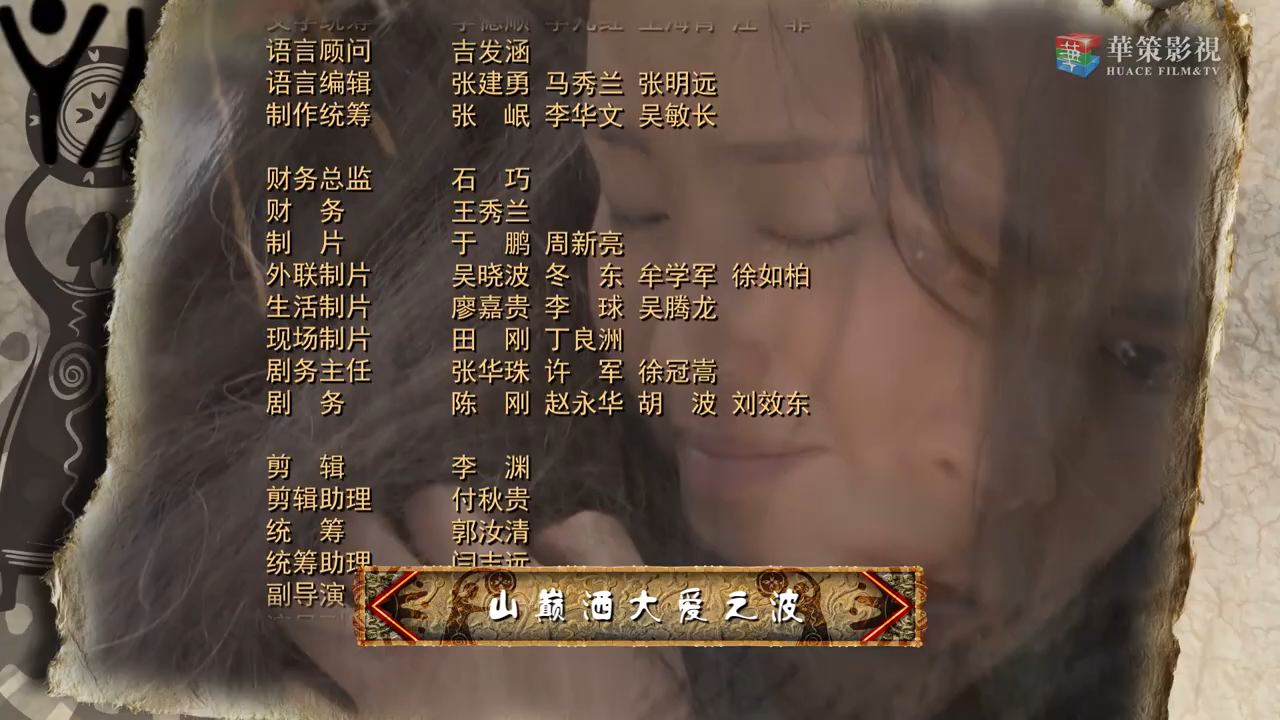 華策影視
HUACE FILM&TV
语言顾问 吉发涵
语言编辑 张建勇 马秀兰 张明远
制作统筹 张 岷 李华文 吴敏长
财务总监 石 巧
财 务 王秀兰
制 片 于 鹏 周新亮
外联制片 吴晓波 冬 东 牟学军 徐如柏
生活制片 廖嘉贵 李 球 吴腾龙
现场制片 田 刚 丁良洲
剧务主任 张华珠 许 军 徐冠嵩
剧 务 陈 刚 赵永华 胡 波 刘效东
剪 辑 李 渊
剪辑助理 付秋贵
统 筹 郭汝清
统筹助理 闫志远
副导演
山巅洒大爱之波